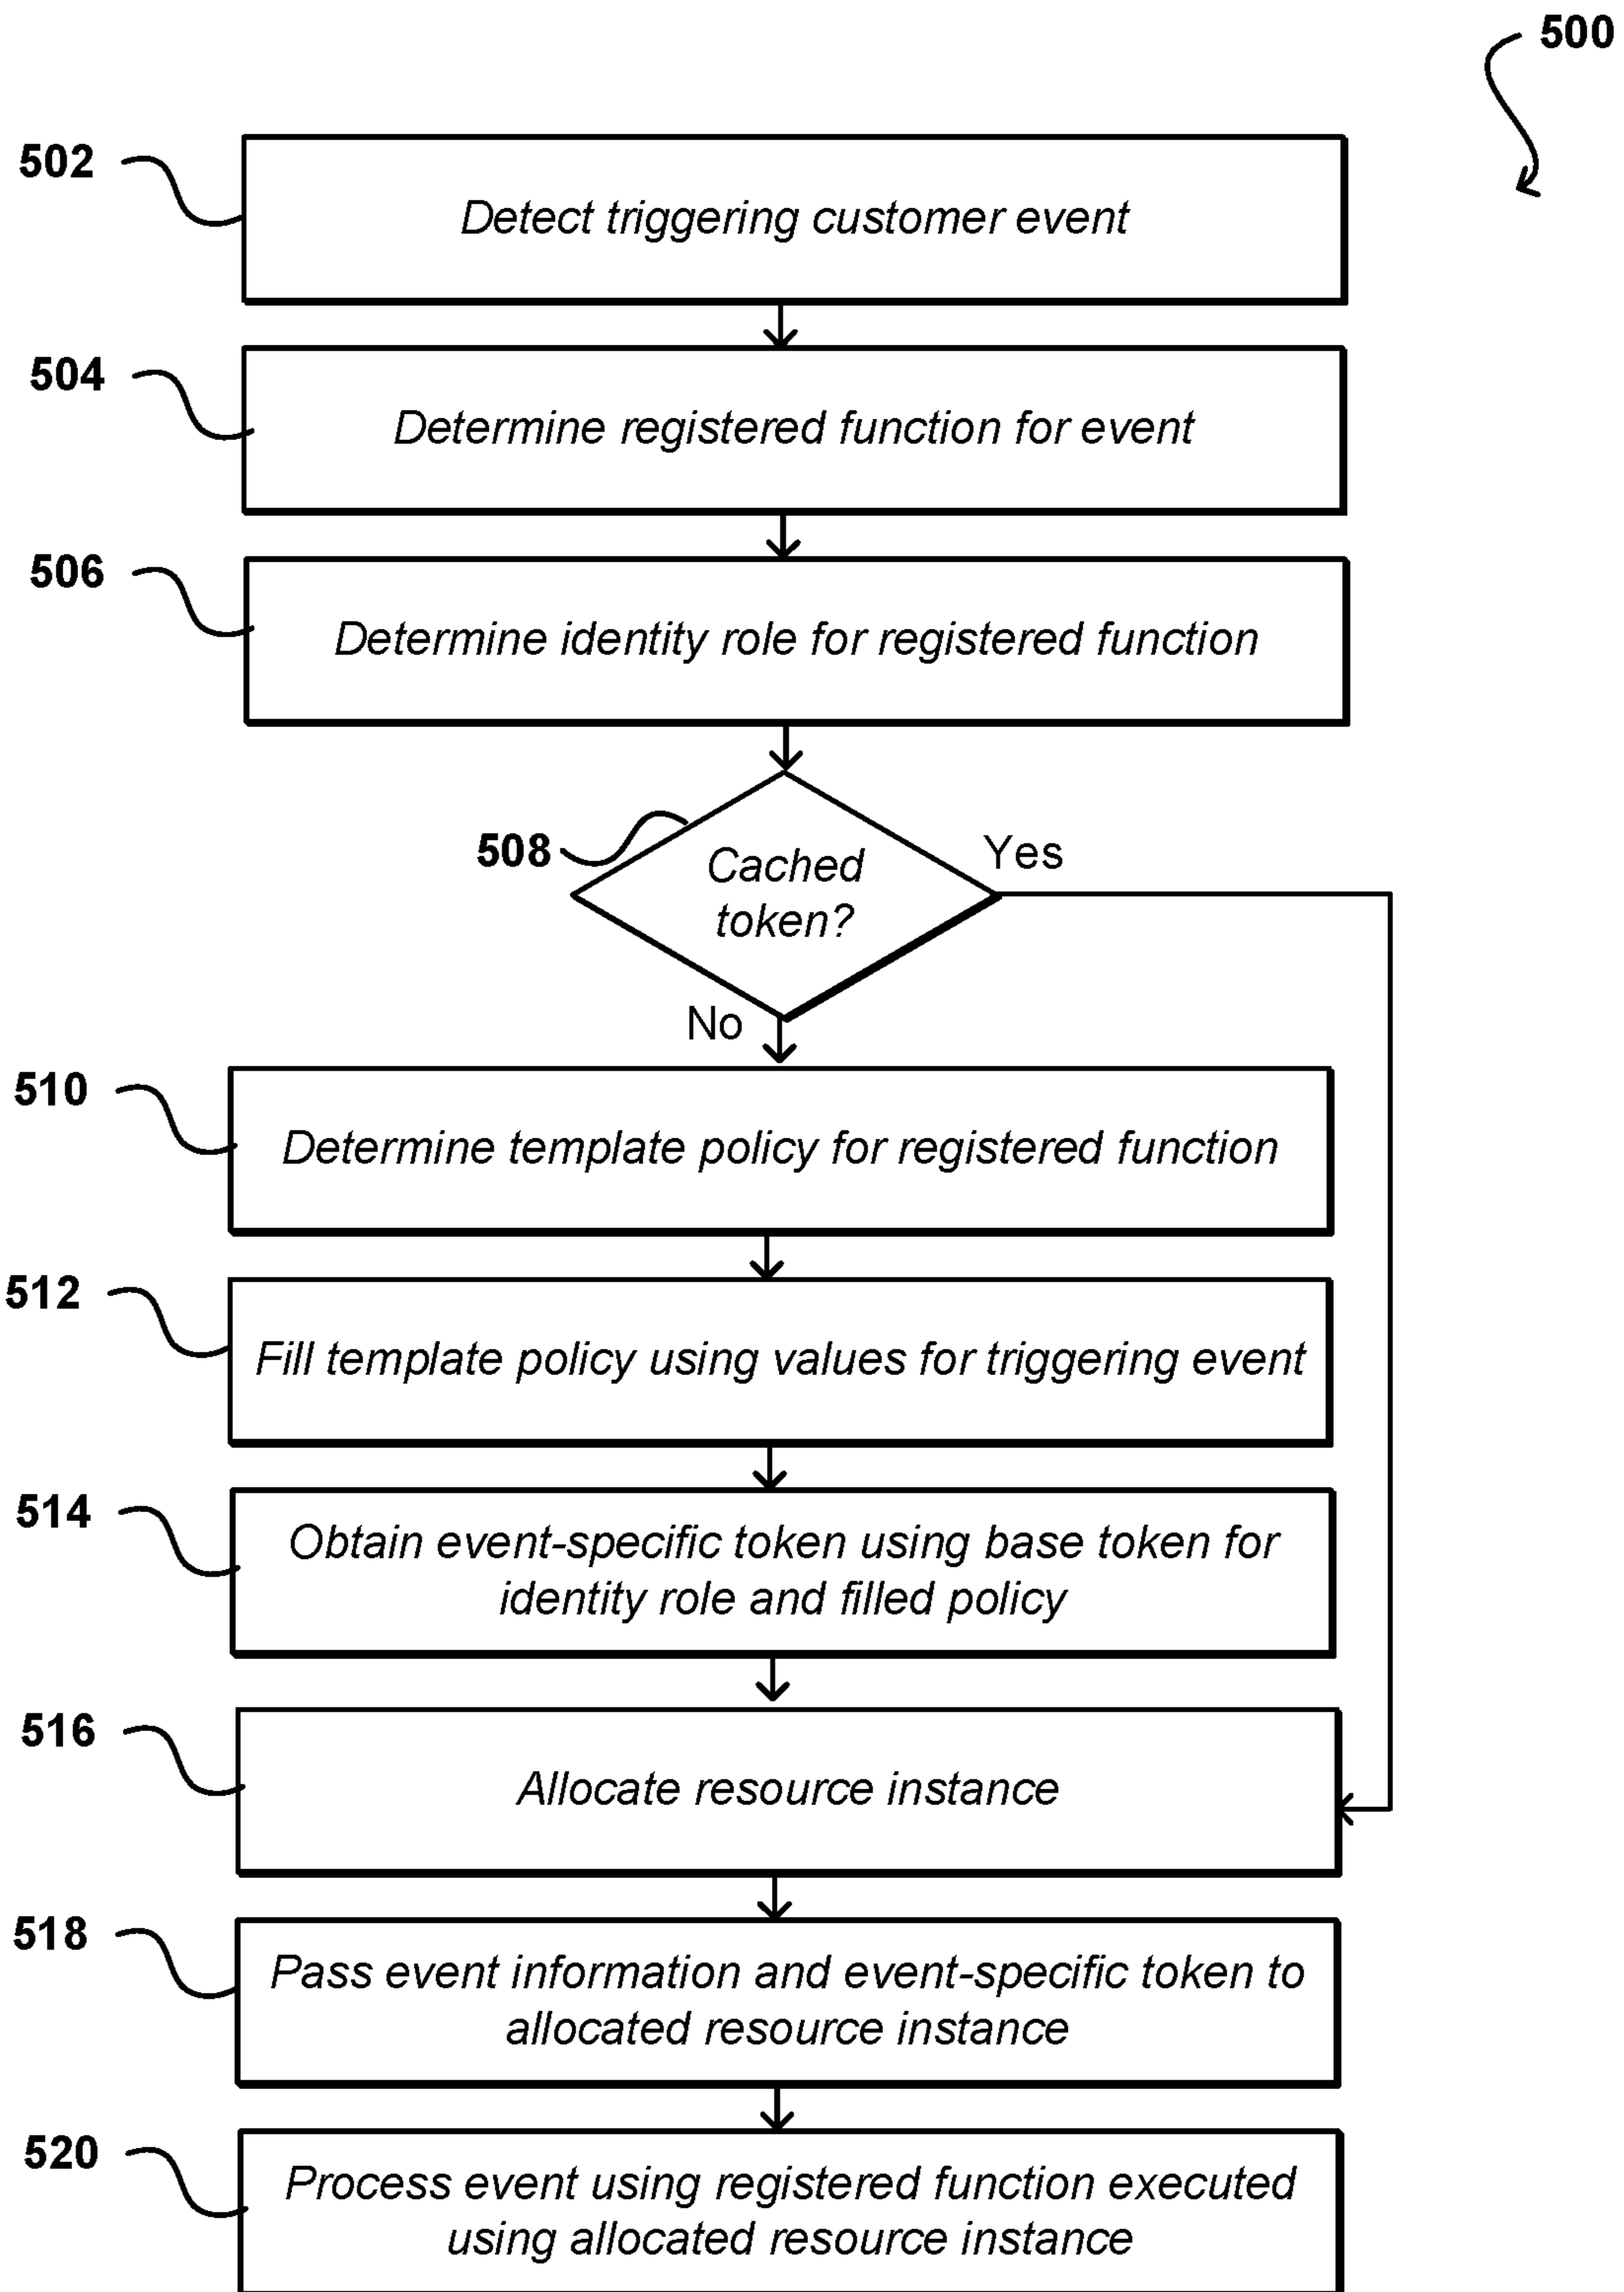 500
502
Detect triggering customer event
504
Determine registered function for event
506
Determine identity role for registered function
508
Cached
token?
Yes
No
510
Determine template policy for registered function
512
Fill template policy using values for triggering event
514
Obtain event-specific token using base token for
identity role and filled policy
516
Allocate resource instance
518
Pass event information and event-specific token to
allocated resource instance
520
Process event using registered function executed
using allocated resource instance